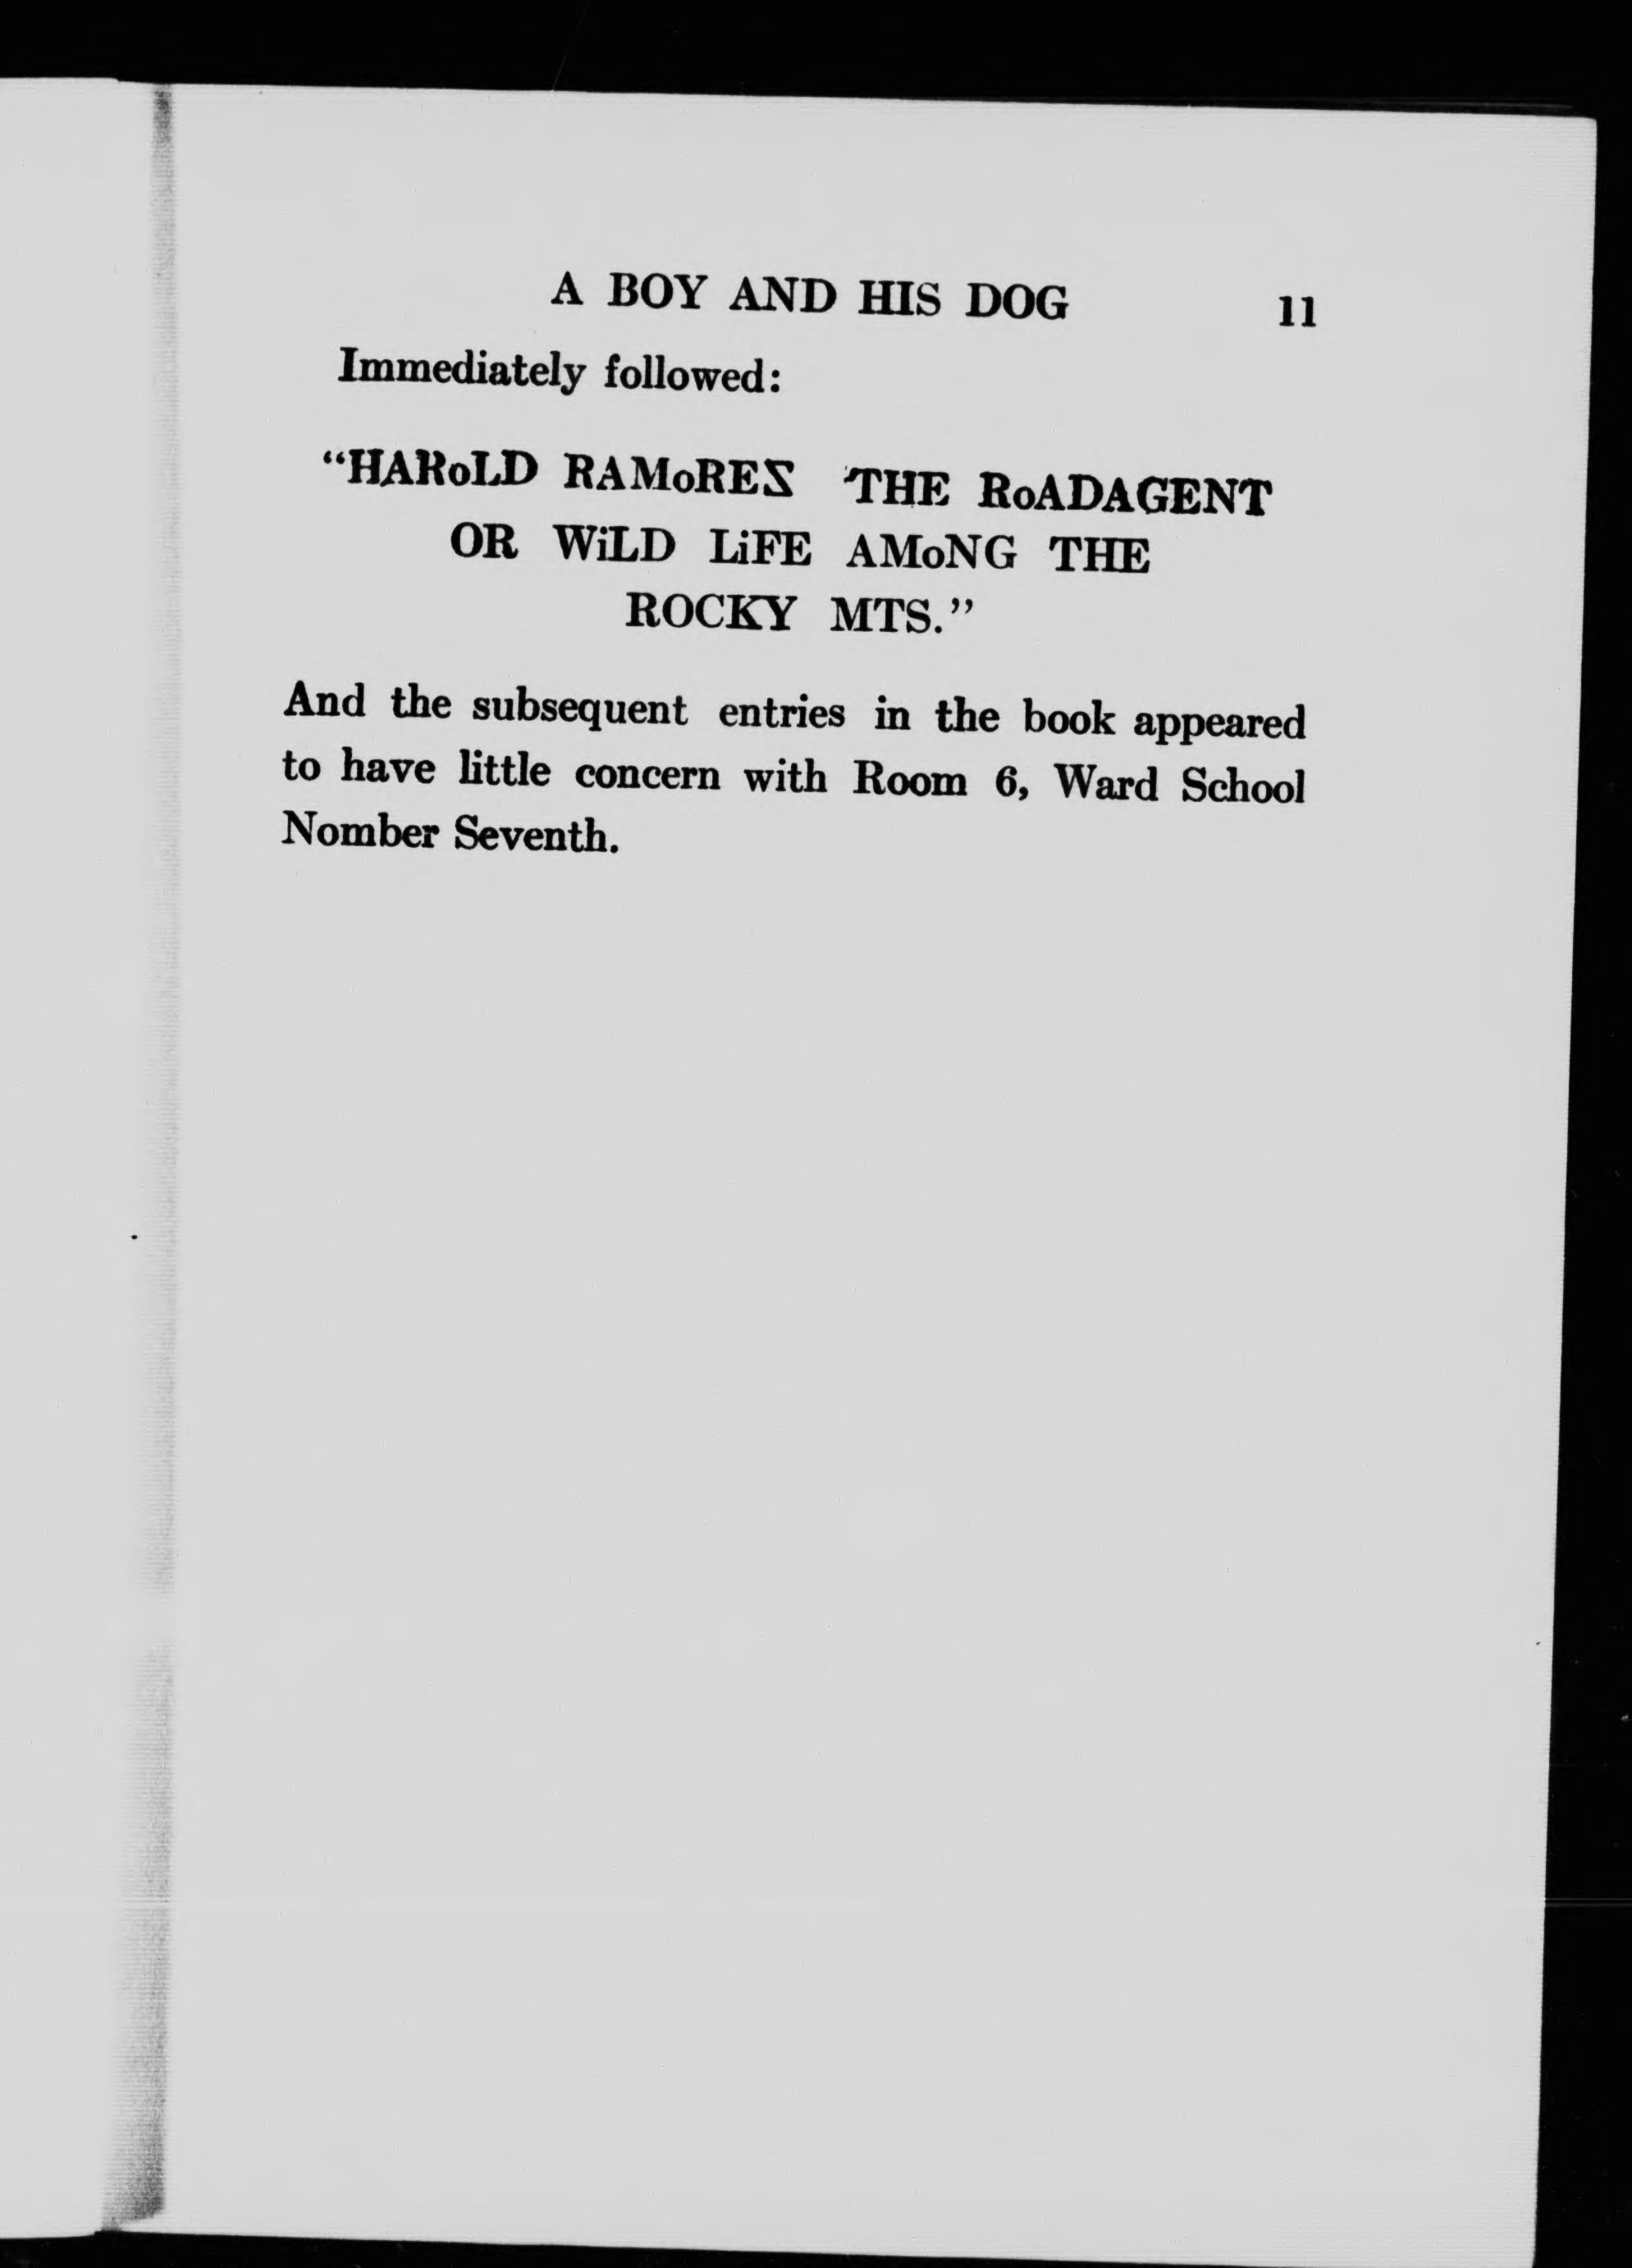 A BOY AND HIS DOG 11
Immediately followed:
“HARoLD RAMoREZ THE RoADAGENT
OR WiLD LiFE AMoNG THE
ROCKY MTS.”
And the subsequent entries in the book appeared
to have little concern with Room 6, Ward School
Nomber Seventh.